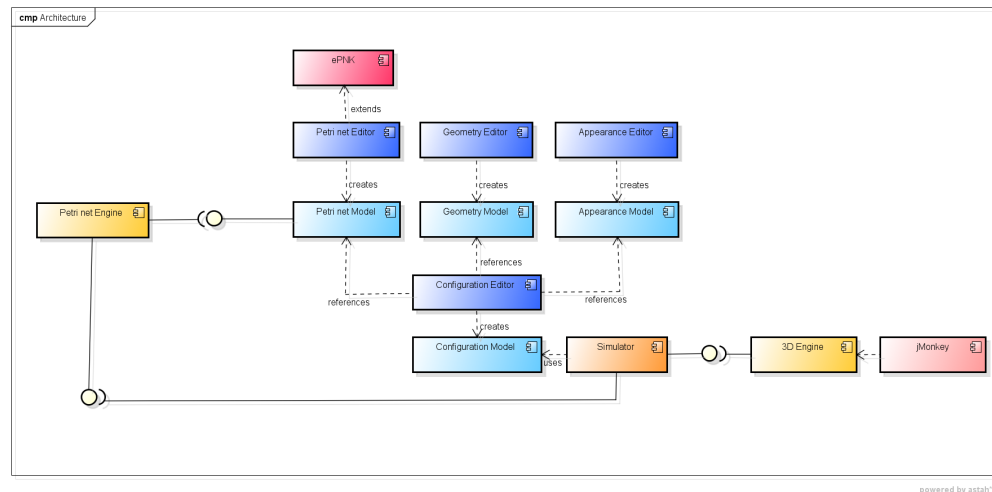 cmp Architecture
ePNK
extends
Petri net Editor
Geometry Editor
Appearance Editor
creates
creates
creates
Petri net Engine
Petri net Model
Geometry Model
Appearance Model
references
Configuration Editor
references
references
creates
Configuration Model
uses
Simulator
3D Engine
jMonkey
powered by astah*